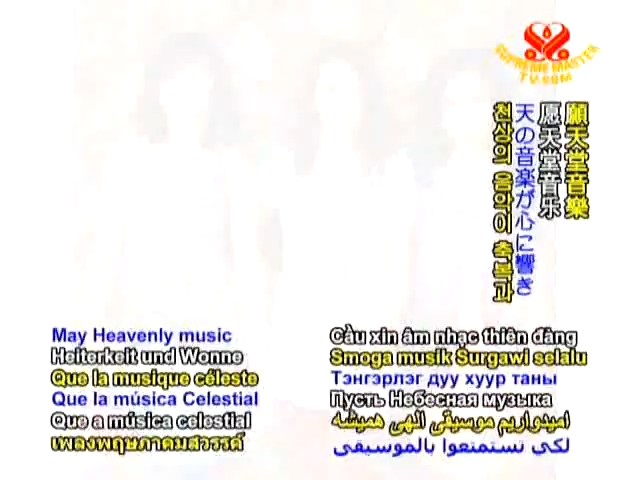 SUPREME MASTER
TV.COM
願天堂音樂
愿天堂音乐
天の音楽が心に響き
천상의 음악이 축복과
May Heavenly music
Heiterkeit und Wonne
Que la musique céleste
Que la música Celestial
Que a música celestial
เพลงพฤษภาคมสวรรค์
Cầu xin âm nhạc thiên đàng
Smoga musik Surgawi selalu
Тэнгэрлэг дуу хуур таны
Пусть Небесная музыка
امیدواریم موسیقی الهی همیشه
لكي تستمتعوا بالموسيقى